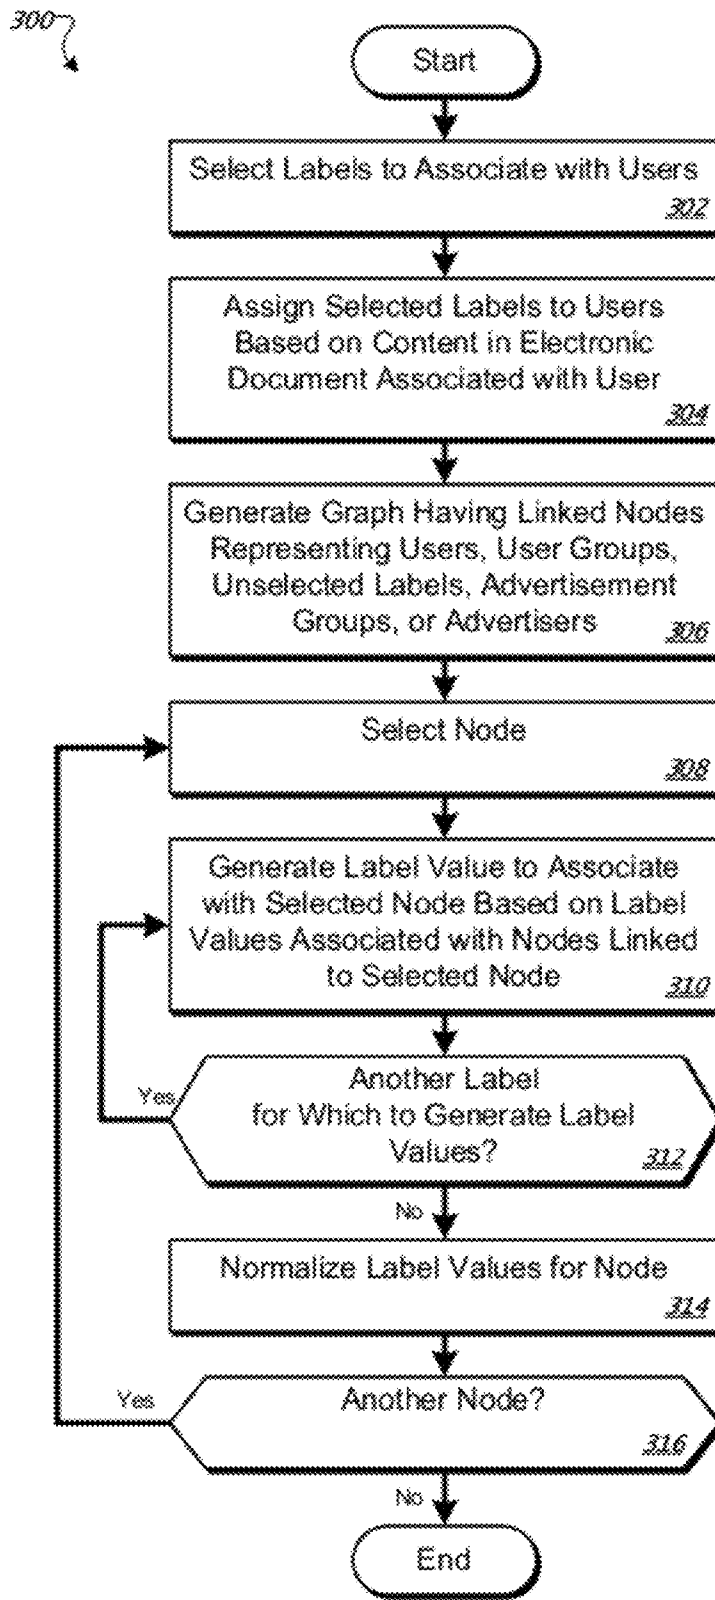 300
Start
Select Labels to Associate with Users
302
Assign Selected Labels to Users
Based on Content in Electronic
Document Associated with User
304
Generate Graph Having Linked Nodes
Representing Users, User Groups,
Unselected Labels, Advertisement
Groups, or Advertisers
306
Select Node
308
Generate Label Value to Associate
with Selected Node Based on Label
Values Associated with Nodes Linked
to Selected Node
310
Yes
Another Label
for Which to Generate Label
Values?
312
No
Normalize Label Values for Node
314
Yes
Another Node?
316
No
End